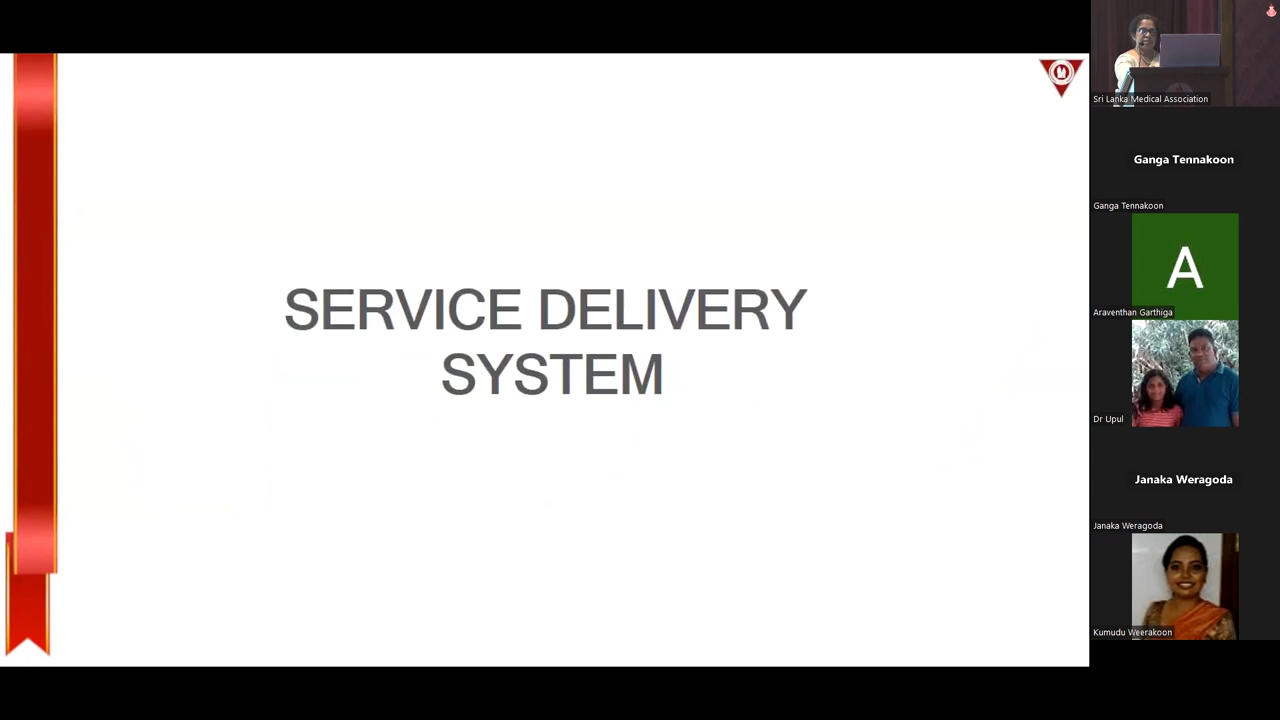 SERVICE DELIVERY
SYSTEM
Sri Lanka Medical Association
Ganga Tennakoon
Ganga Tennakoon
A
Araventhan Garthiga
Dr Upul
Janaka Weragoda
Janaka Weragoda
Kumudu Weerakoon